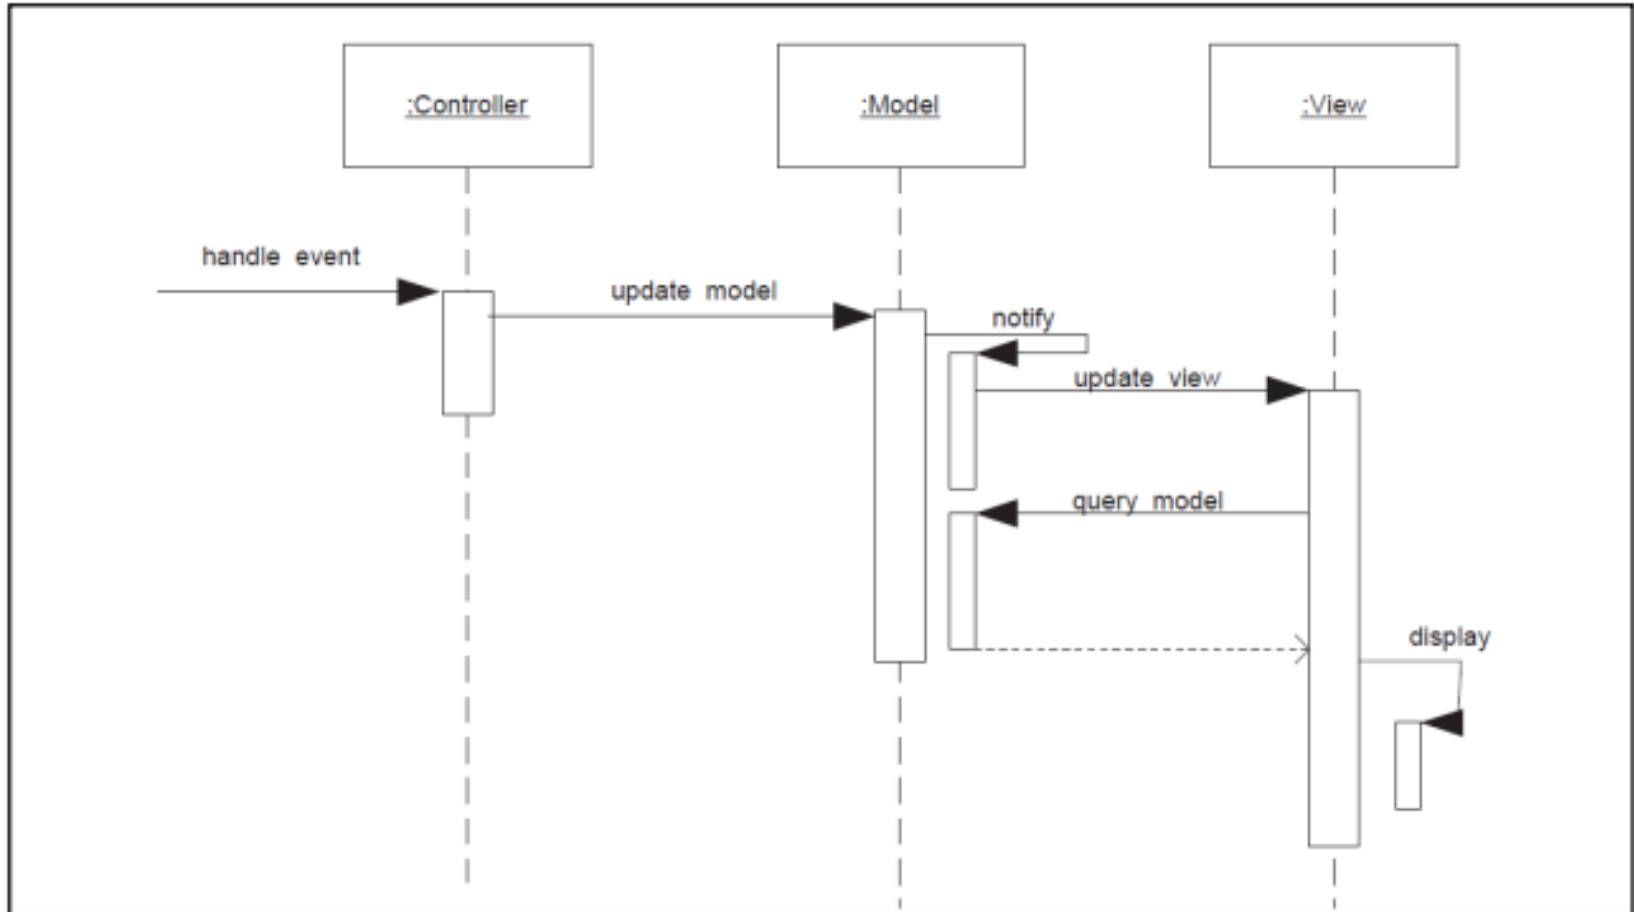 :Controller
:Model
:View
handle event
update model
notify
update view
query model
display